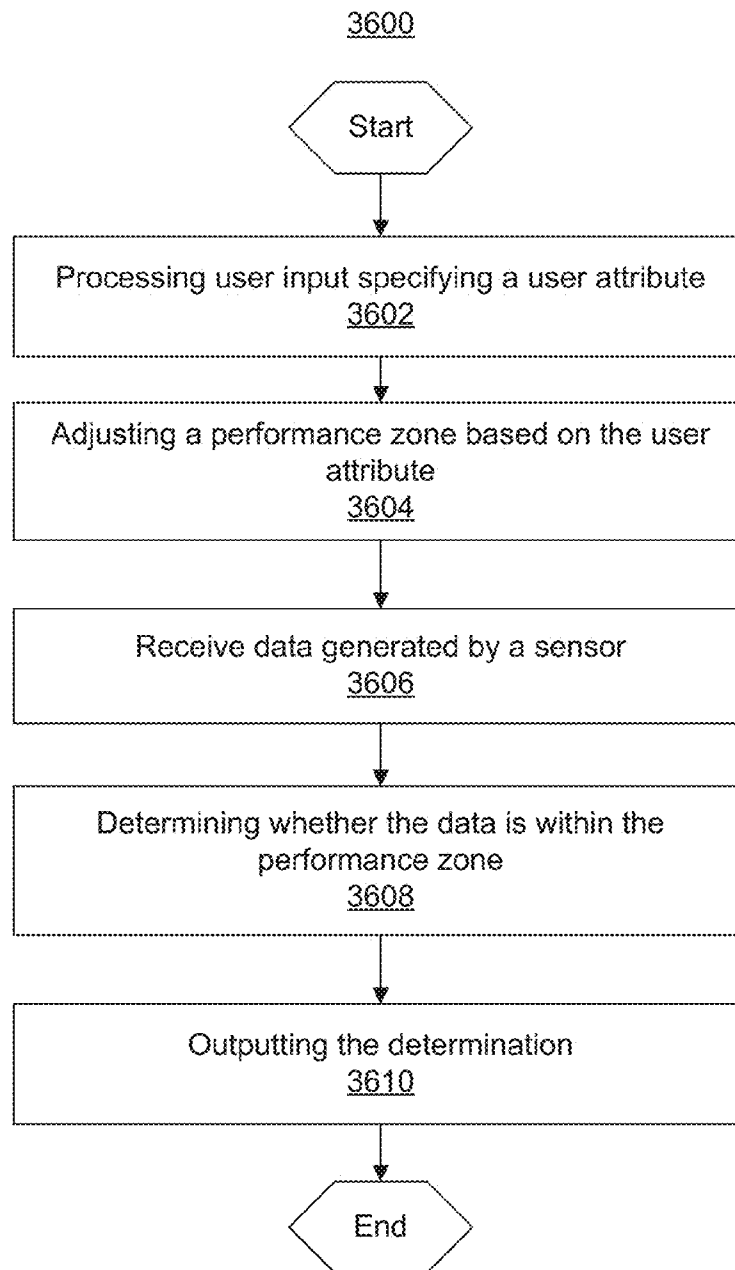 3600
Start
Processing user input specifying a user attribute
3602
Adjusting a performance zone based on the user
attribute
3604
Receive data generated by a sensor
3606
Determining whether the data is within the
performance zone
3608
Outputting the determination
3610
End